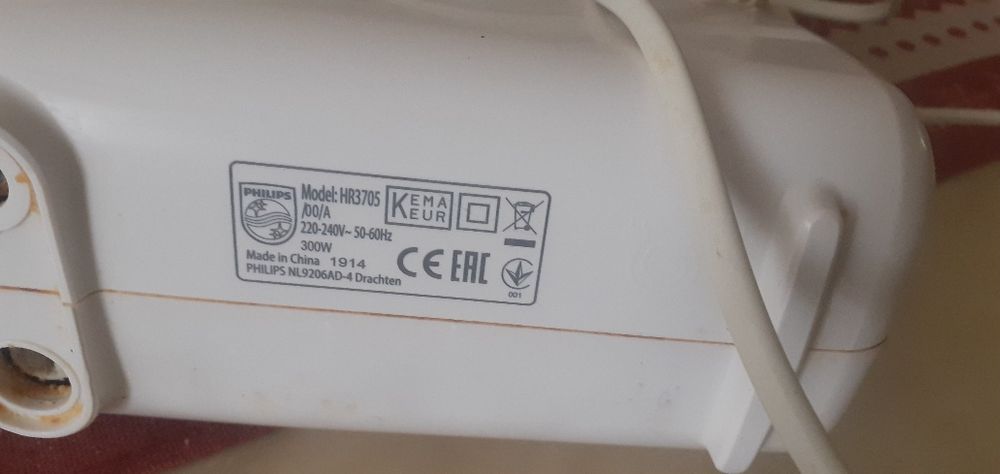 PHILIPS
Model: HR3705
/00/A
220-240V~ 50-60Hz
300W
Made in China 1914
PHILIPS NL9206AD-4 Drachten
KEMA
KEUR
CE EAC
001